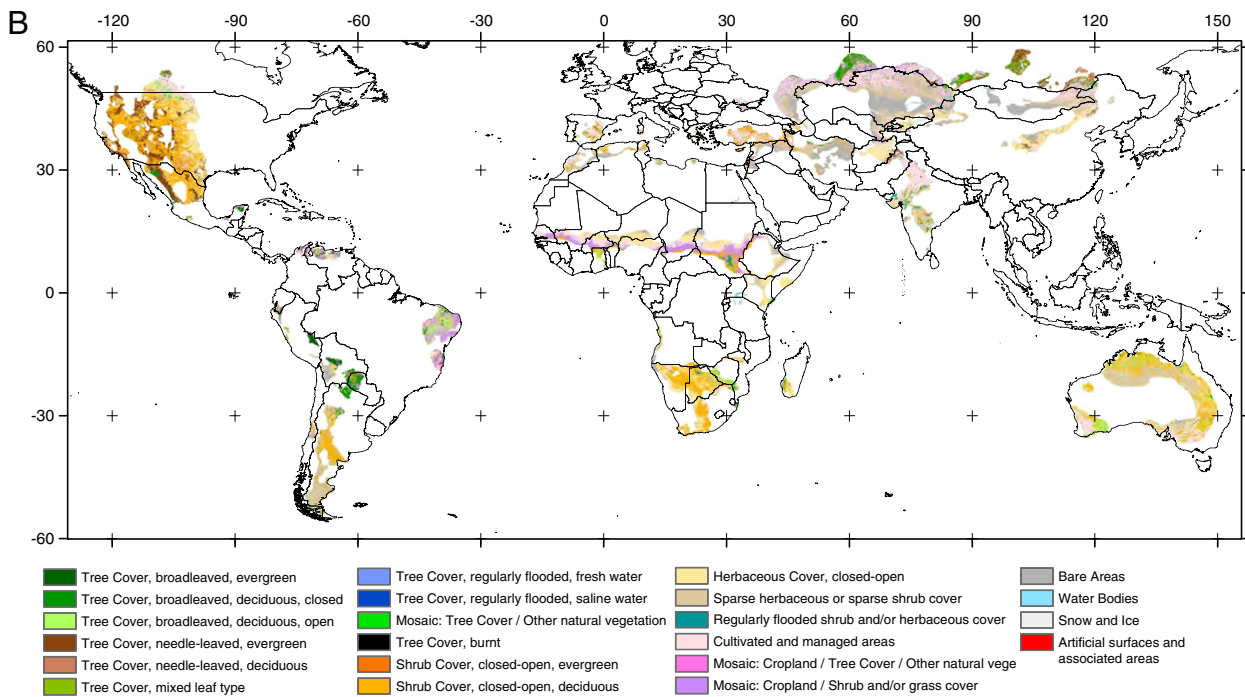 B
-120 -90 -60 -30 0 30 60 90 120 150
60
30
0
-30
-60
Tree Cover, broadleaved, evergreen
Tree Cover, broadleaved, deciduous, closed
Tree Cover, broadleaved, deciduous, open
Tree Cover, needle-leaved, evergreen
Tree Cover, needle-leaved, deciduous
Tree Cover, mixed leaf type
Tree Cover, regularly flooded, fresh water
Tree Cover, regularly flooded, saline water
Mosaic: Tree Cover / Other natural vegetation
Tree Cover, burnt
Shrub Cover, closed-open, evergreen
Shrub Cover, closed-open, deciduous
Herbaceous Cover, closed-open
Sparse herbaceous or sparse shrub cover
Regularly flooded shrub and/or herbaceous cover
Cultivated and managed areas
Mosaic: Cropland / Tree Cover / Other natural vege
Mosaic: Cropland / Shrub and/or grass cover
Bare Areas
Water Bodies
Snow and Ice
Artificial surfaces and
associated areas